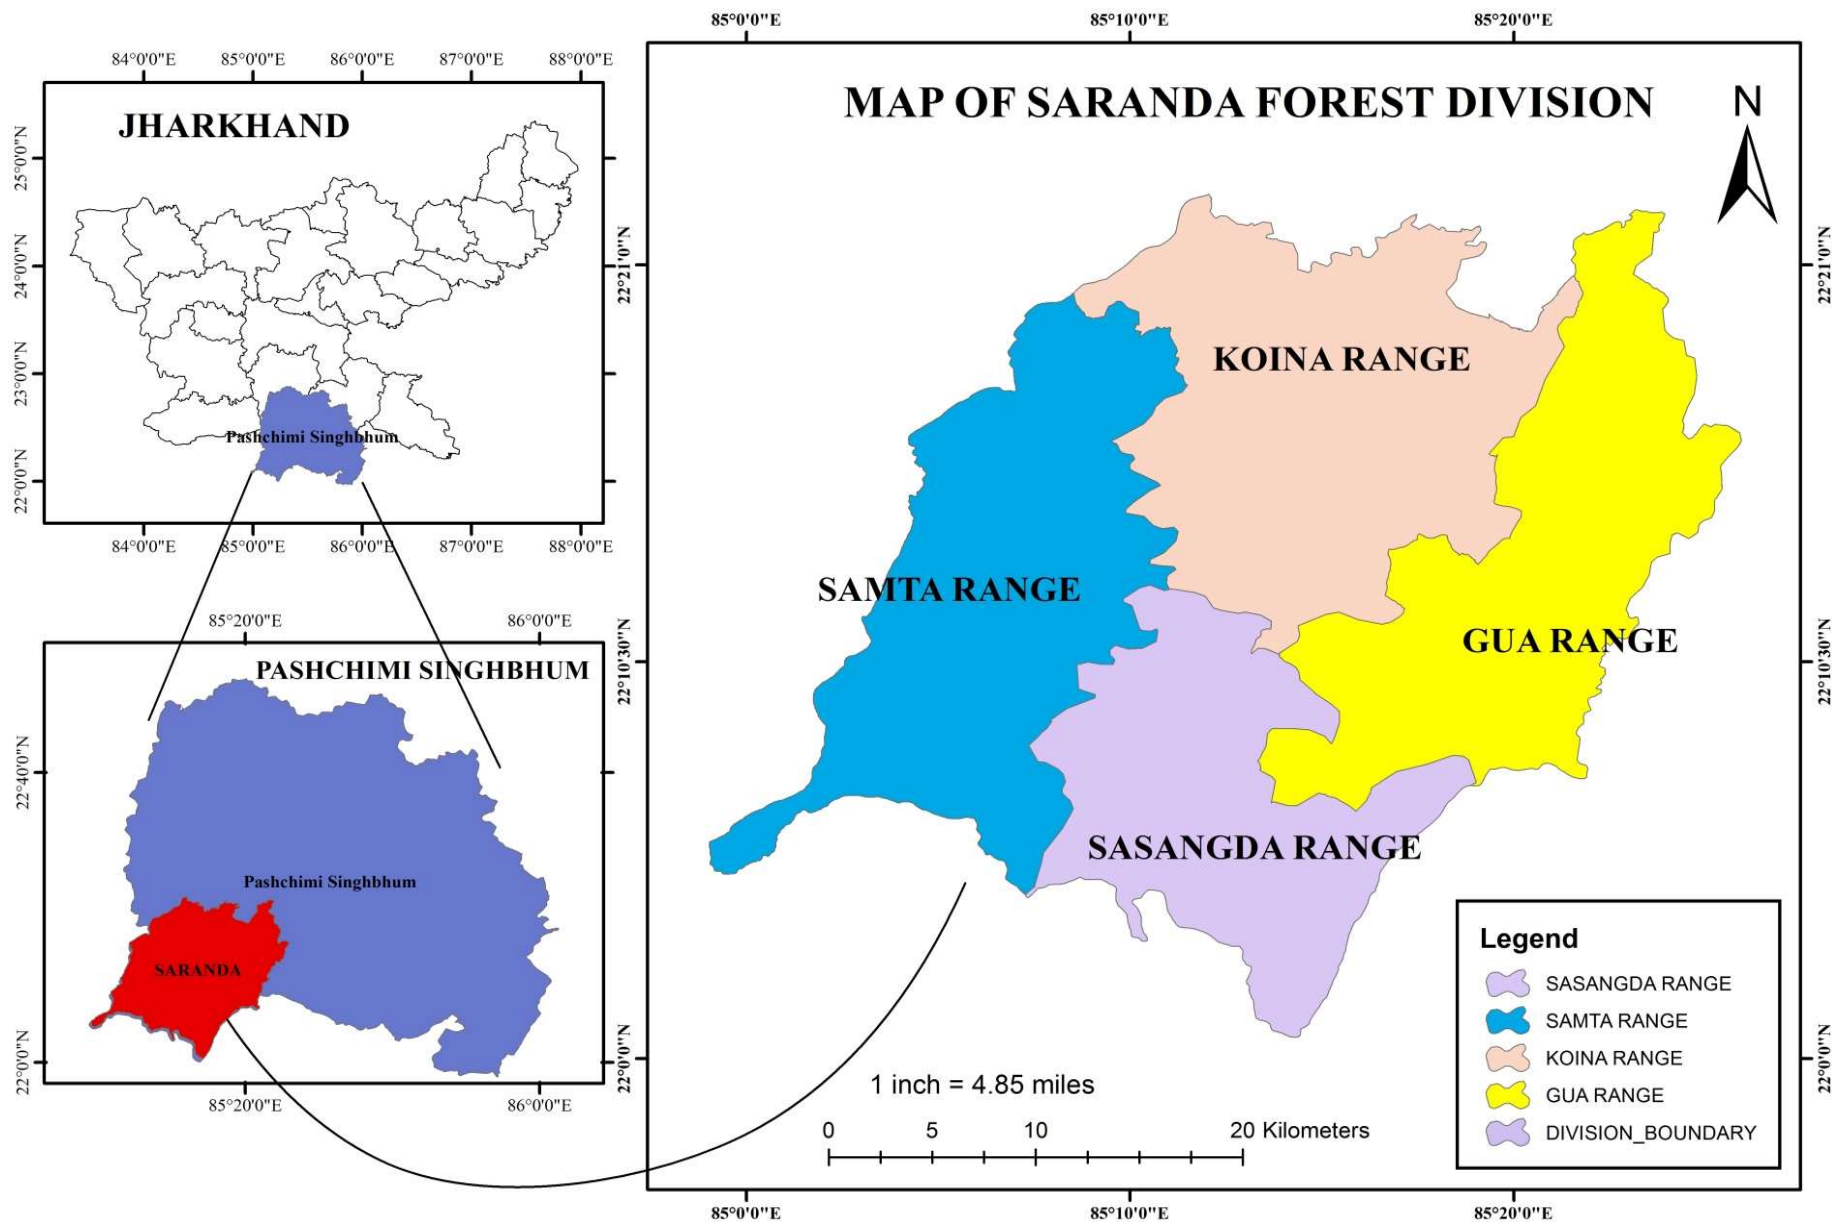 84°0'0"E 85°0'0"E 86°0'0"E 87°0'0"E 88°0'0"E
JHARKHAND
25°0'0"N
24°0'0"N
23°0'0"N
22°0'0"N
Pashchimi Singhbhum
84°0'0"E 85°0'0"E 86°0'0"E 87°0'0"E 88°0'0"E
85°20'0"E 86°0'0"E
PASHCHIMI SINGHBHUM
22°40'0"N
22°0'0"N
Pashchimi Singhbhum
SARANDA
85°20'0"E 86°0'0"E
85°0'0"E 85°10'0"E 85°20'0"E
MAP OF SARANDA FOREST DIVISION
N
22°21'0"N 22°21'0"N
KOINA RANGE
SAMTA RANGE
GUA RANGE
22°10'30"N 22°10'30"N
SASANGDA RANGE
22°0'0"N 22°0'0"N
1 inch = 4.85 miles
0 5 10 20 Kilometers
Legend
SASANGDA RANGE
SAMTA RANGE
KOINA RANGE
GUA RANGE
DIVISION_BOUNDARY
85°0'0"E 85°10'0"E 85°20'0"E